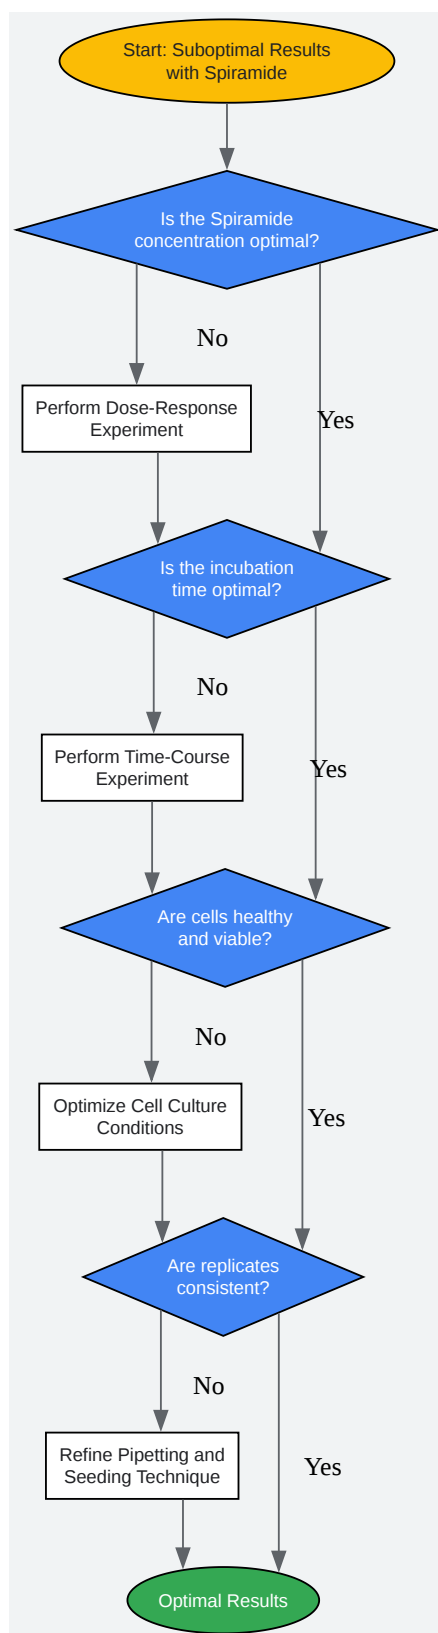 Start: Suboptimal Results
with Spiramide
Is the Spiramide
concentration optimal?
No
Perform Dose-Response
Experiment
Yes
Is the incubation
time optimal?
No
Perform Time-Course
Experiment
Yes
Are cells healthy
and viable?
No
Optimize Cell Culture
Conditions
Yes
Are replicates
consistent?
No
Refine Pipetting and
Seeding Technique
Yes
Optimal Results